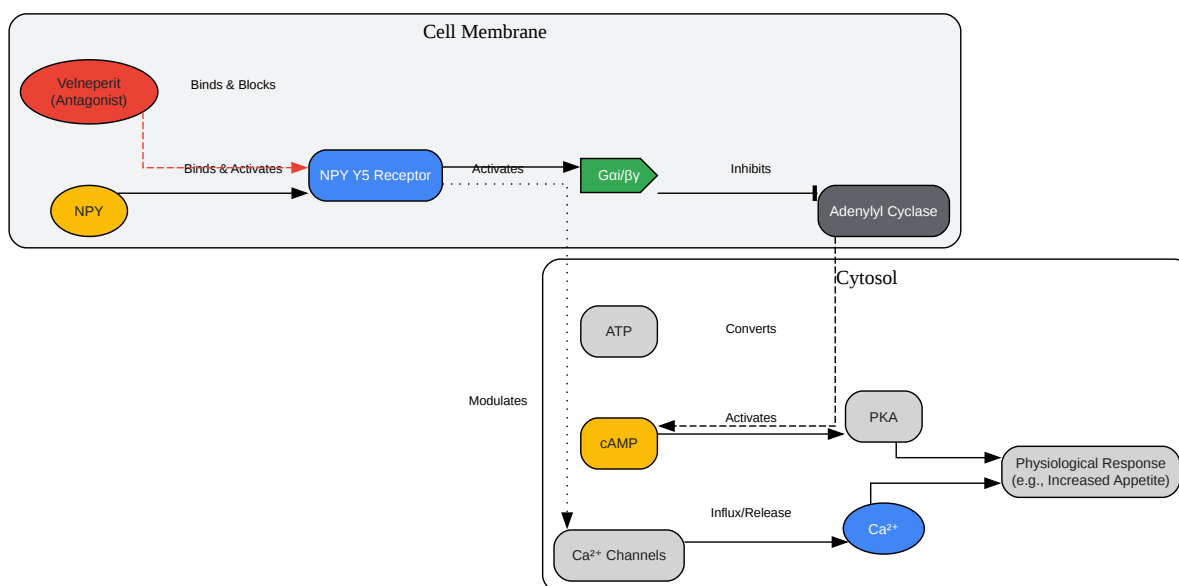 Cell Membrane
Velneperit
(Antagonist)
Binds & Blocks
Binds & Activates
NPY Y5 Receptor
Activates
Gαi/βγ
Inhibits
NPY
Adenylyl Cyclase
Cytosol
ATP
Converts
Modulates
Activates
PKA
cAMP
Physiological Response
(e.g., Increased Appetite)
Influx/Release
Ca²⁺
Ca²⁺ Channels